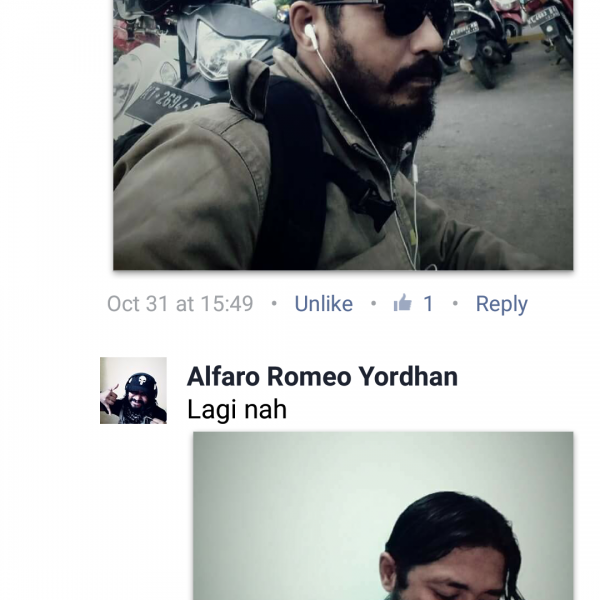 Oct 31 at 15:49 • Unlike • 1 • Reply
Alfaro Romeo Yordhan
Lagi nah